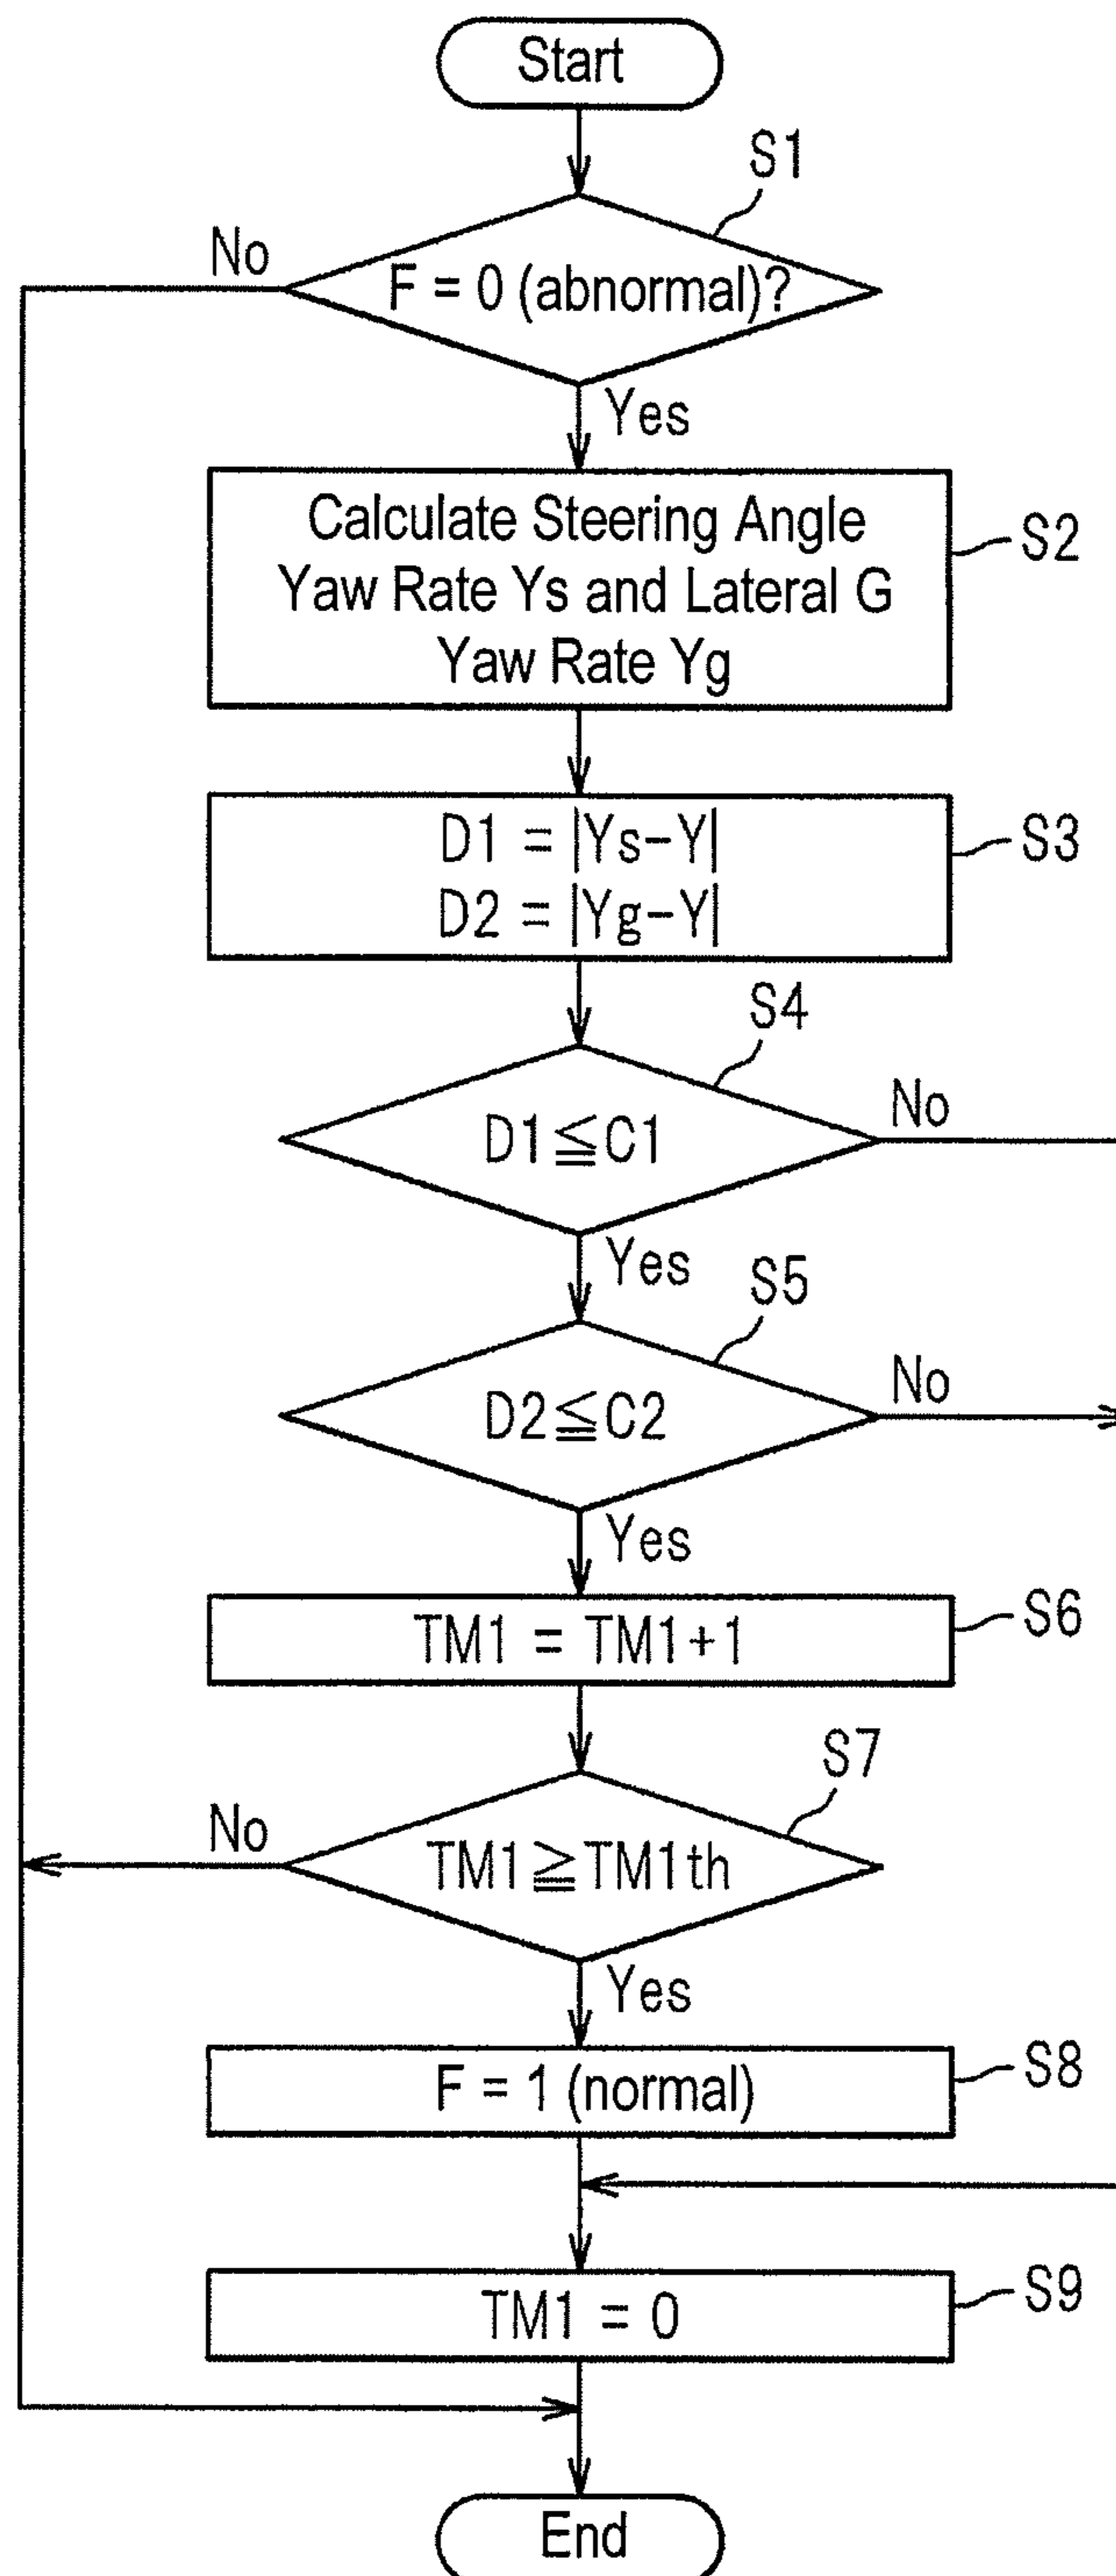 Start
S1
No
F = 0 (abnormal)?
Yes
Calculate Steering Angle
Yaw Rate Ys and Lateral G
Yaw Rate Yg
S2
D1 = |Ys-Y|
D2 = |Yg-Y|
S3
S4
D1≦C1
No
Yes
S5
D2≦C2
No
Yes
TM1 = TM1+1
S6
S7
No
TM1≧TM1th
Yes
F = 1 (normal)
S8
TM1 = 0
S9
End